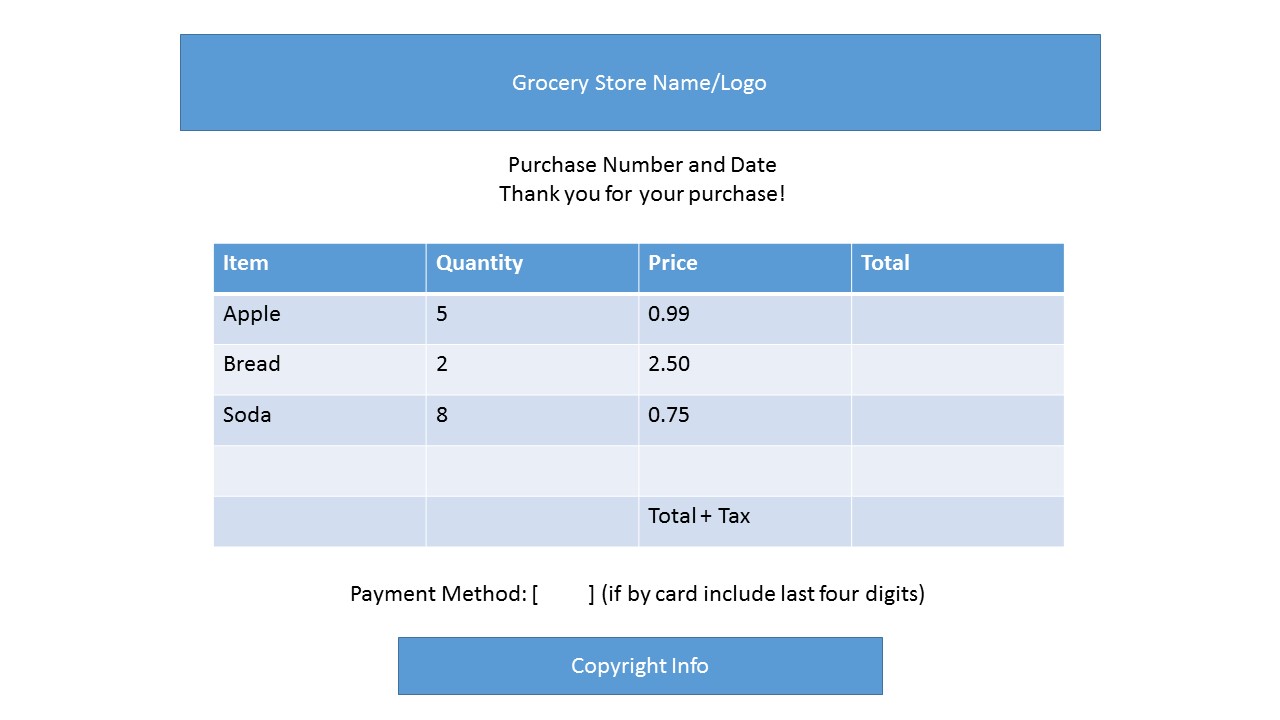 Grocery Store Name/Logo
Purchase Number and Date
Thank you for your purchase!
Item Quantity Price Total
Apple 5 0.99
Bread 2 2.50
Soda 8 0.75
Total + Tax
Payment Method: [ ] (if by card include last four digits)
Copyright Info